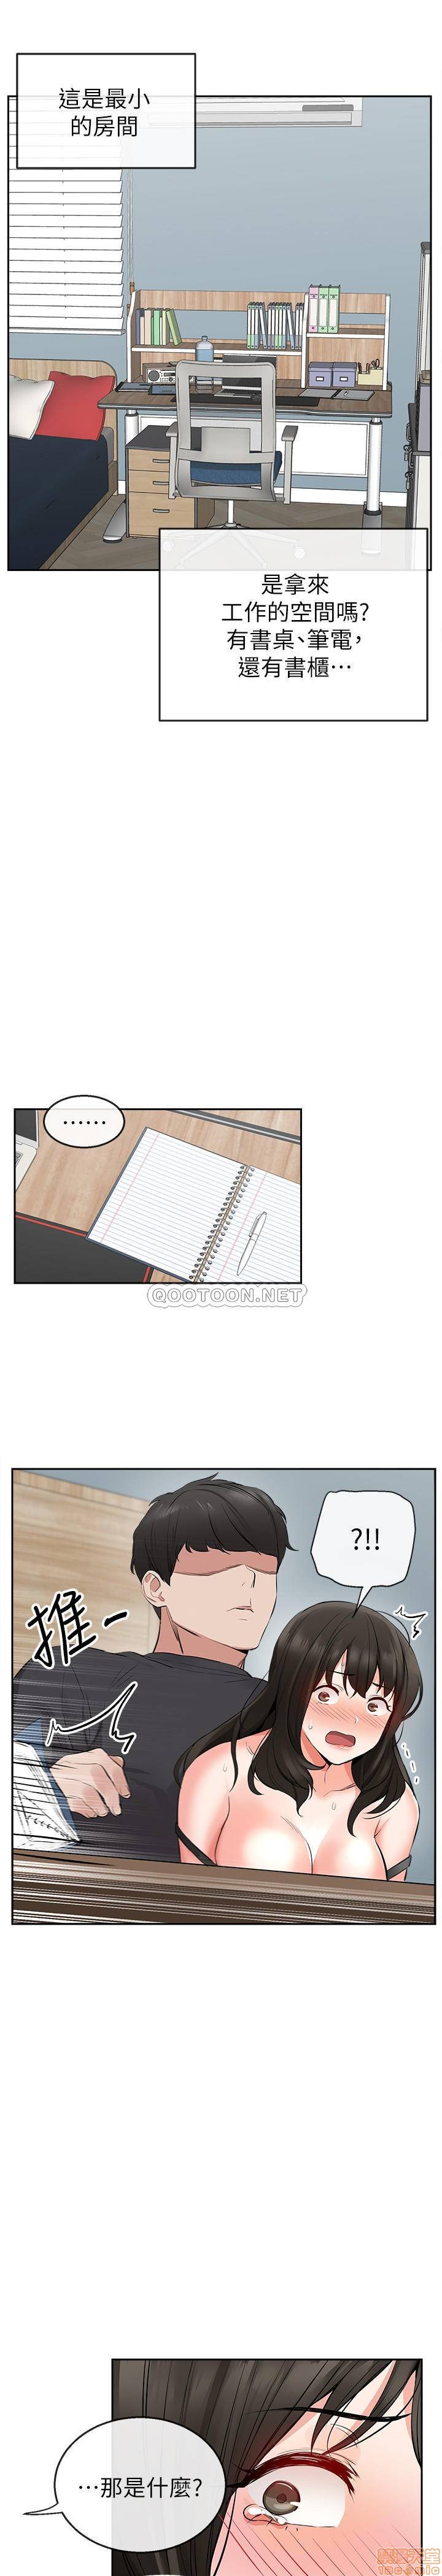 這是最小
的房間
是拿來
工作的空間嗎?
有書桌、筆電,
還有書櫃…
……
QOOTOON.NET
?!!
推-
…那是什麼?